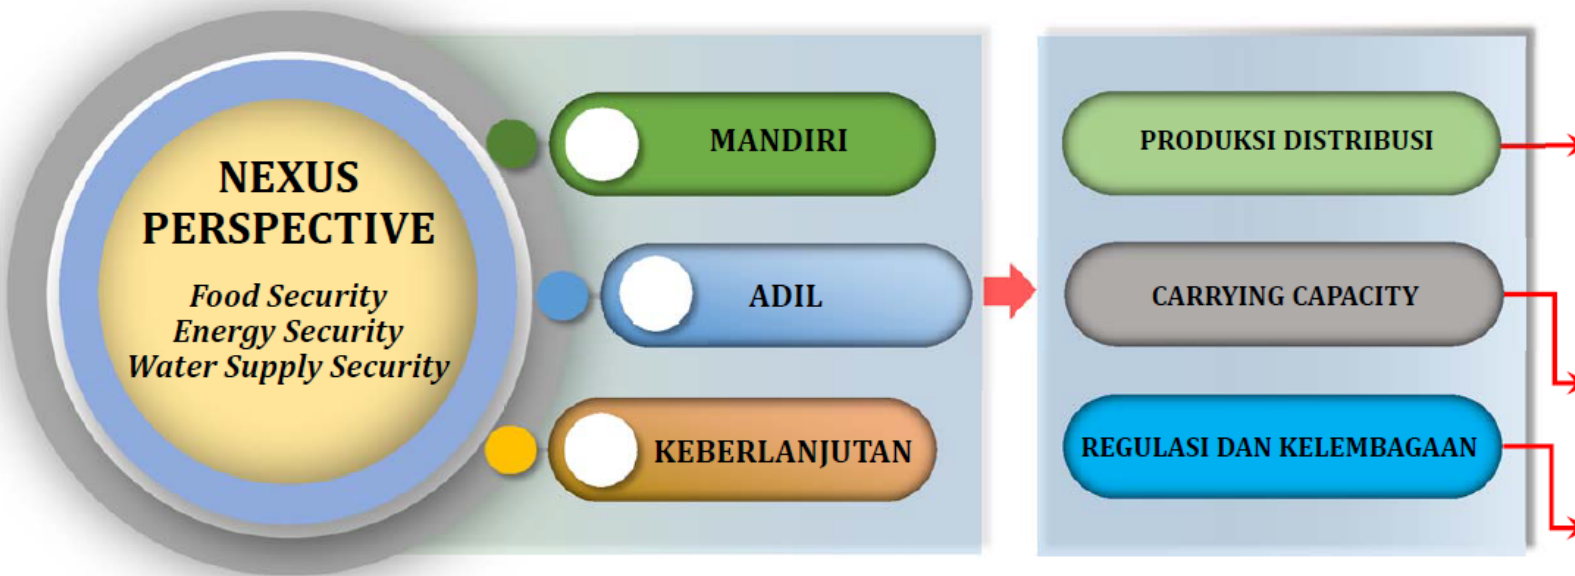 NEXUS
PERSPECTIVE
Food Security
Energy Security
Water Supply Security
MANDIRI
ADIL
KEBERLANJUTAN
PRODUKSI DISTRIBUSI
CARRYING CAPACITY
REGULASI DAN KELEMBAGAAN